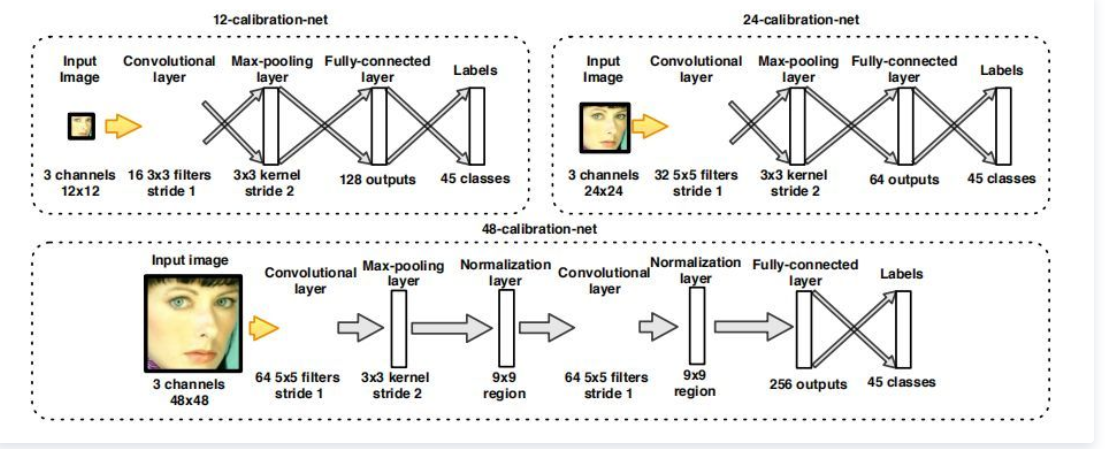 12-calibration-net
Input Image
Convolutional layer
Max-pooling layer
Fully-connected layer
Labels
3 channels 12x12
16 3x3 filters stride 1
3x3 kernel stride 2
128 outputs
45 classes
24-calibration-net
Input Image
Convolutional layer
Max-pooling layer
Fully-connected layer
Labels
3 channels 24x24
32 5x5 filters stride 1
3x3 kernel stride 2
64 outputs
45 classes
48-calibration-net
Input image
Convolutional layer
Max-pooling layer
Normalization layer
Convolutional layer
Normalization layer
Fully-connected layer
Labels
3 channels 48x48
64 5x5 filters stride 1
3x3 kernel stride 2
9x9 region
64 5x5 filters stride 1
9x9 region
256 outputs
45 classes